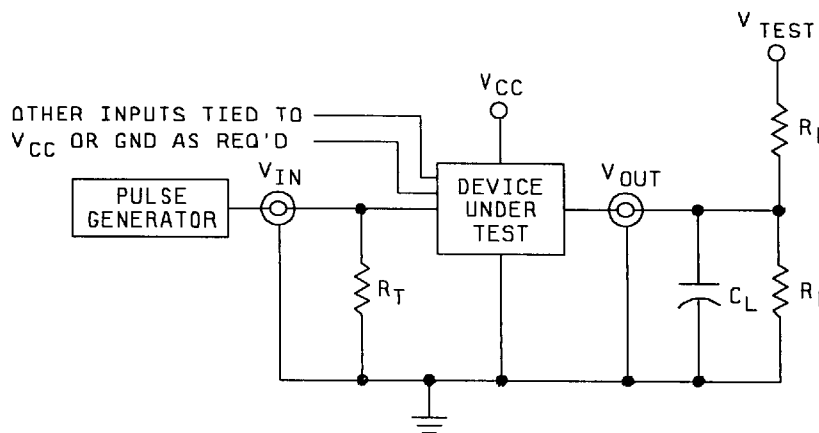 V TEST
V CC
OTHER INPUTS TIED TO
V CC OR GND AS REQ'D
V IN
V OUT
PULSE
GENERATOR
DEVICE
UNDER
TEST
R T
C L